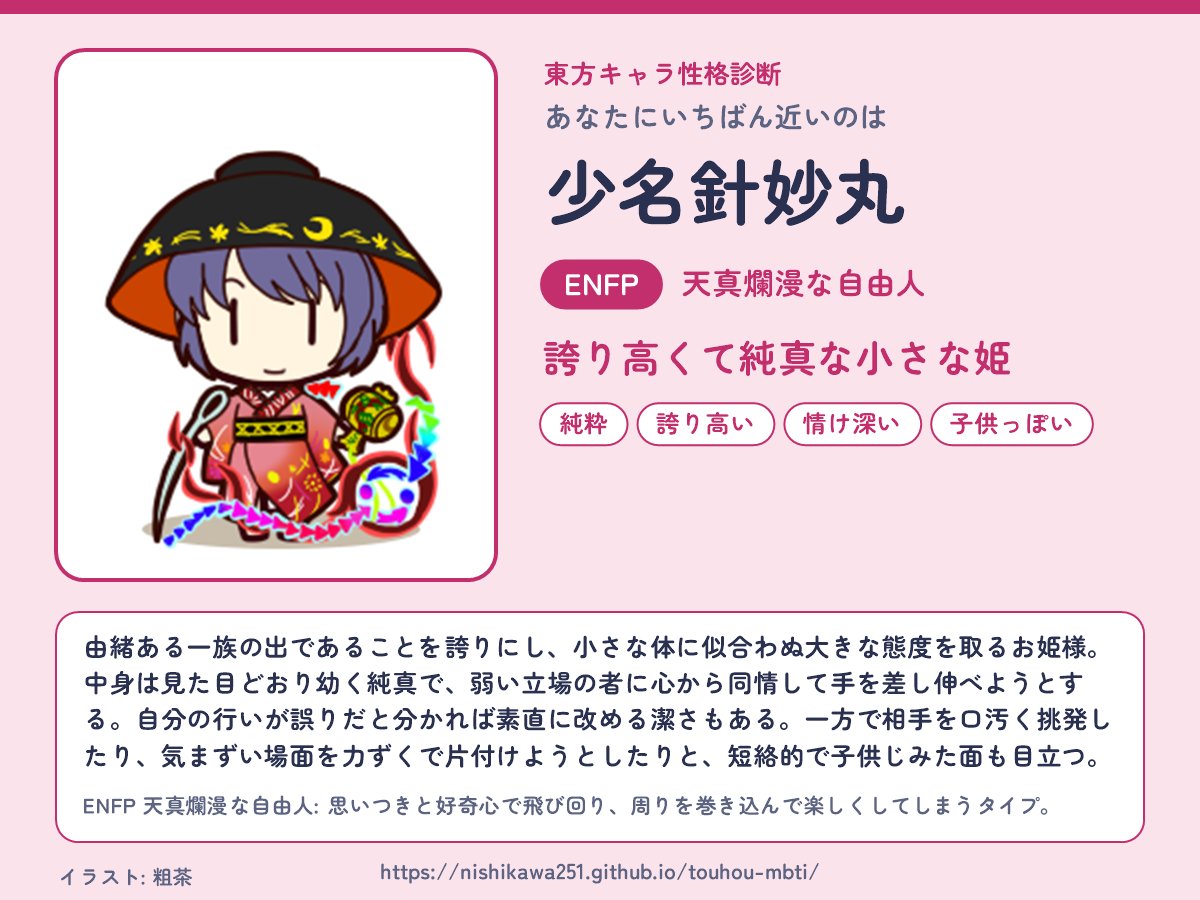 東方キャラ性格診断
あなたにいちばん近いのは
少名針妙丸
ENFP 天真爛漫な自由人
誇り高くて純真な小さな姫
純粋 誇り高い 情け深い 子供っぽい
由緒ある一族の出であることを誇りにし、小さな体に似合わぬ大きな態度を取るお姫様。
中身は見た目どおり幼く純真で、弱い立場の者に心から同情して手を差し伸べようとす
る。自分の行いが誤りだと分かれば素直に改める潔さもある。一方で相手を口汚く挑発し
たり、気まずい場面を力ずくで片付けようとしたりと、短絡的で子供じみた面も目立つ。
ENFP 天真爛漫な自由人: 思いつきと好奇心で飛び回り、周りを巻き込んで楽しくしてしまうタイプ。
イラスト: 粗茶
https://nishikawa251.github.io/touhou-mbti/